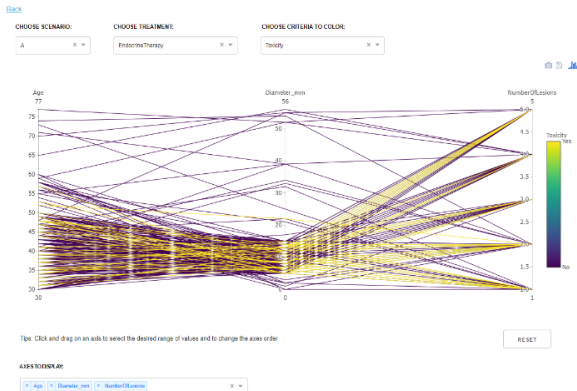 Back
CHOOSE SCENARIO:
CHOOSE TREATMENT:
CHOOSE CRITERIA TO COLOR:
A
EndocrineTherapy
Toxicity
Age
Diameter_mm
NumberOfLesions
77
56
5
75
70
65
60
55
50
45
40
35
30
30
50
40
30
20
0
5.0
4.5
4.0
3.5
3.0
2.5
2.0
1.5
1.0
1
Toxicity
Yes
No
Tips: Click and drag on an axis to select the desired range of values and to change the axes order
RESET
AXES TO DISPLAY:
× Age × Diameter_mm × NumberOfLesions